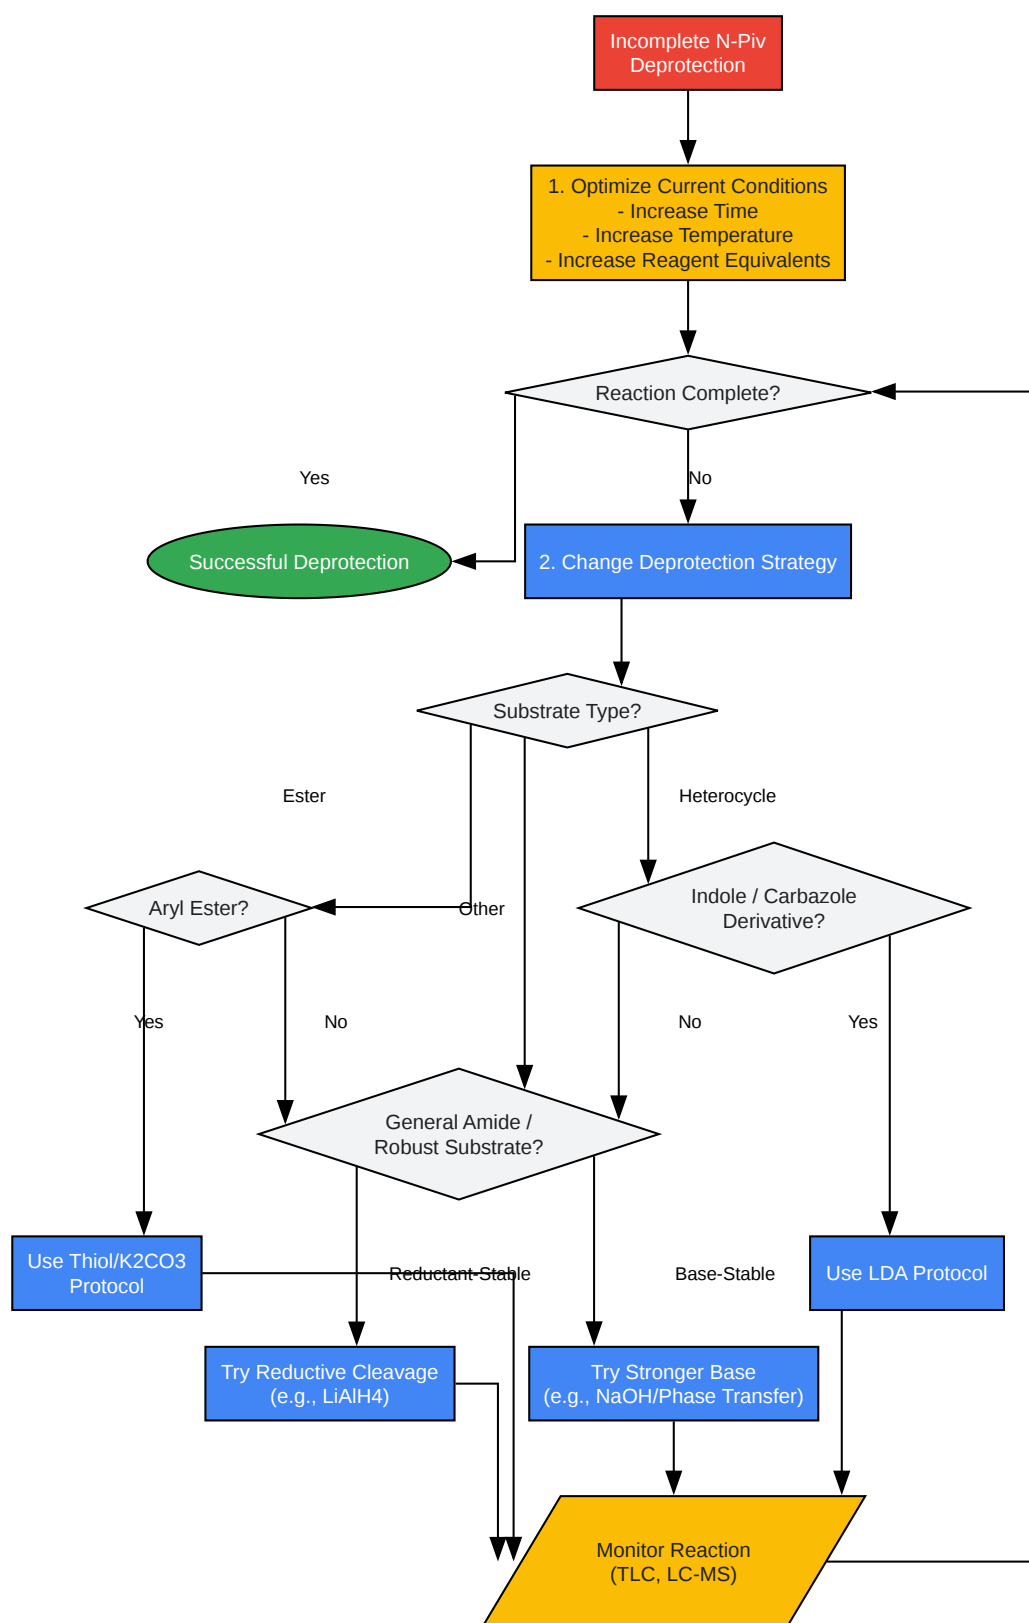 Incomplete N-Piv
Deprotection
1. Optimize Current Conditions
- Increase Time
- Increase Temperature
- Increase Reagent Equivalents
Reaction Complete?
Yes
No
Successful Deprotection
2. Change Deprotection Strategy
Substrate Type?
Ester
Heterocycle
Aryl Ester?
Other
Indole / Carbazole
Derivative?
Yes
No
No
Yes
General Amide /
Robust Substrate?
Use Thiol/K2CO3
Protocol
Reductant-Stable
Base-Stable
Use LDA Protocol
Try Reductive Cleavage
(e.g., LiAlH4)
Try Stronger Base
(e.g., NaOH/Phase Transfer)
Monitor Reaction
(TLC, LC-MS)